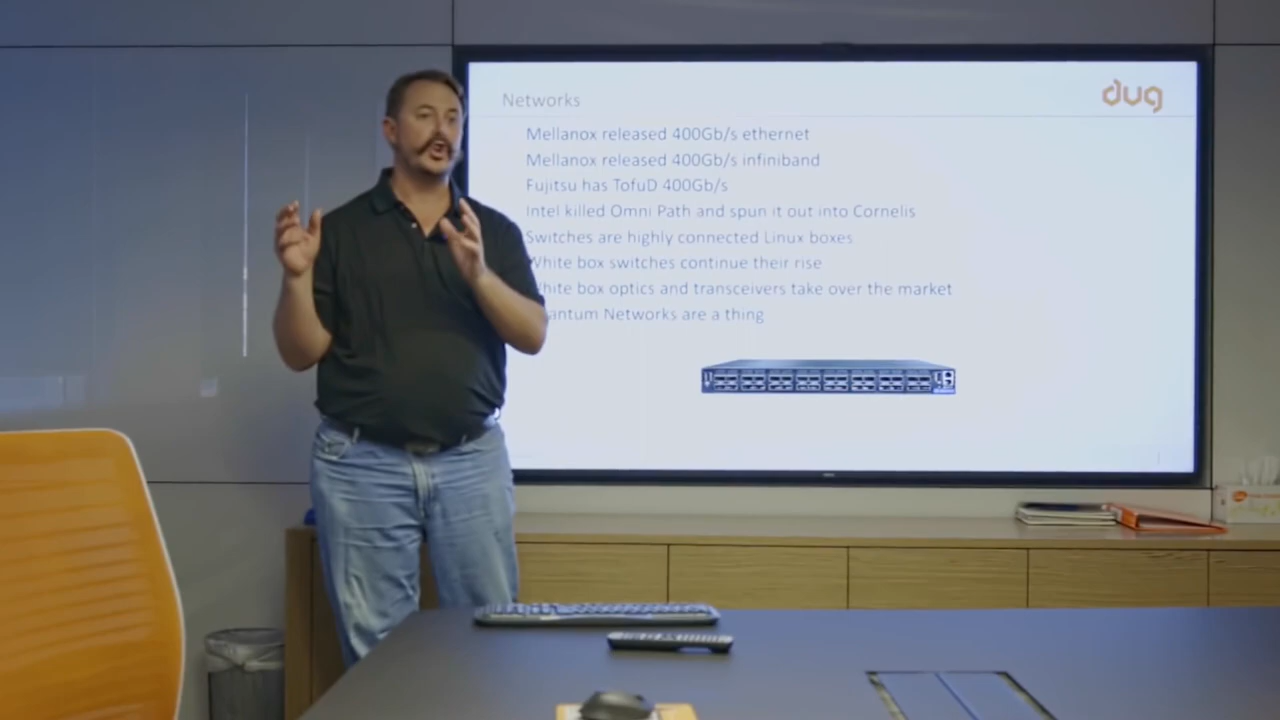 Networks
dug
Mellanox released 400Gb/s ethernet
Mellanox released 400Gb/s infiniband
Fujitsu has TofuD 400Gb/s
Intel killed Omni Path and spun it out into Cornelis
Switches are highly connected Linux boxes
White box switches continue their rise
White box optics and transceivers take over the market
antum Networks are a thing